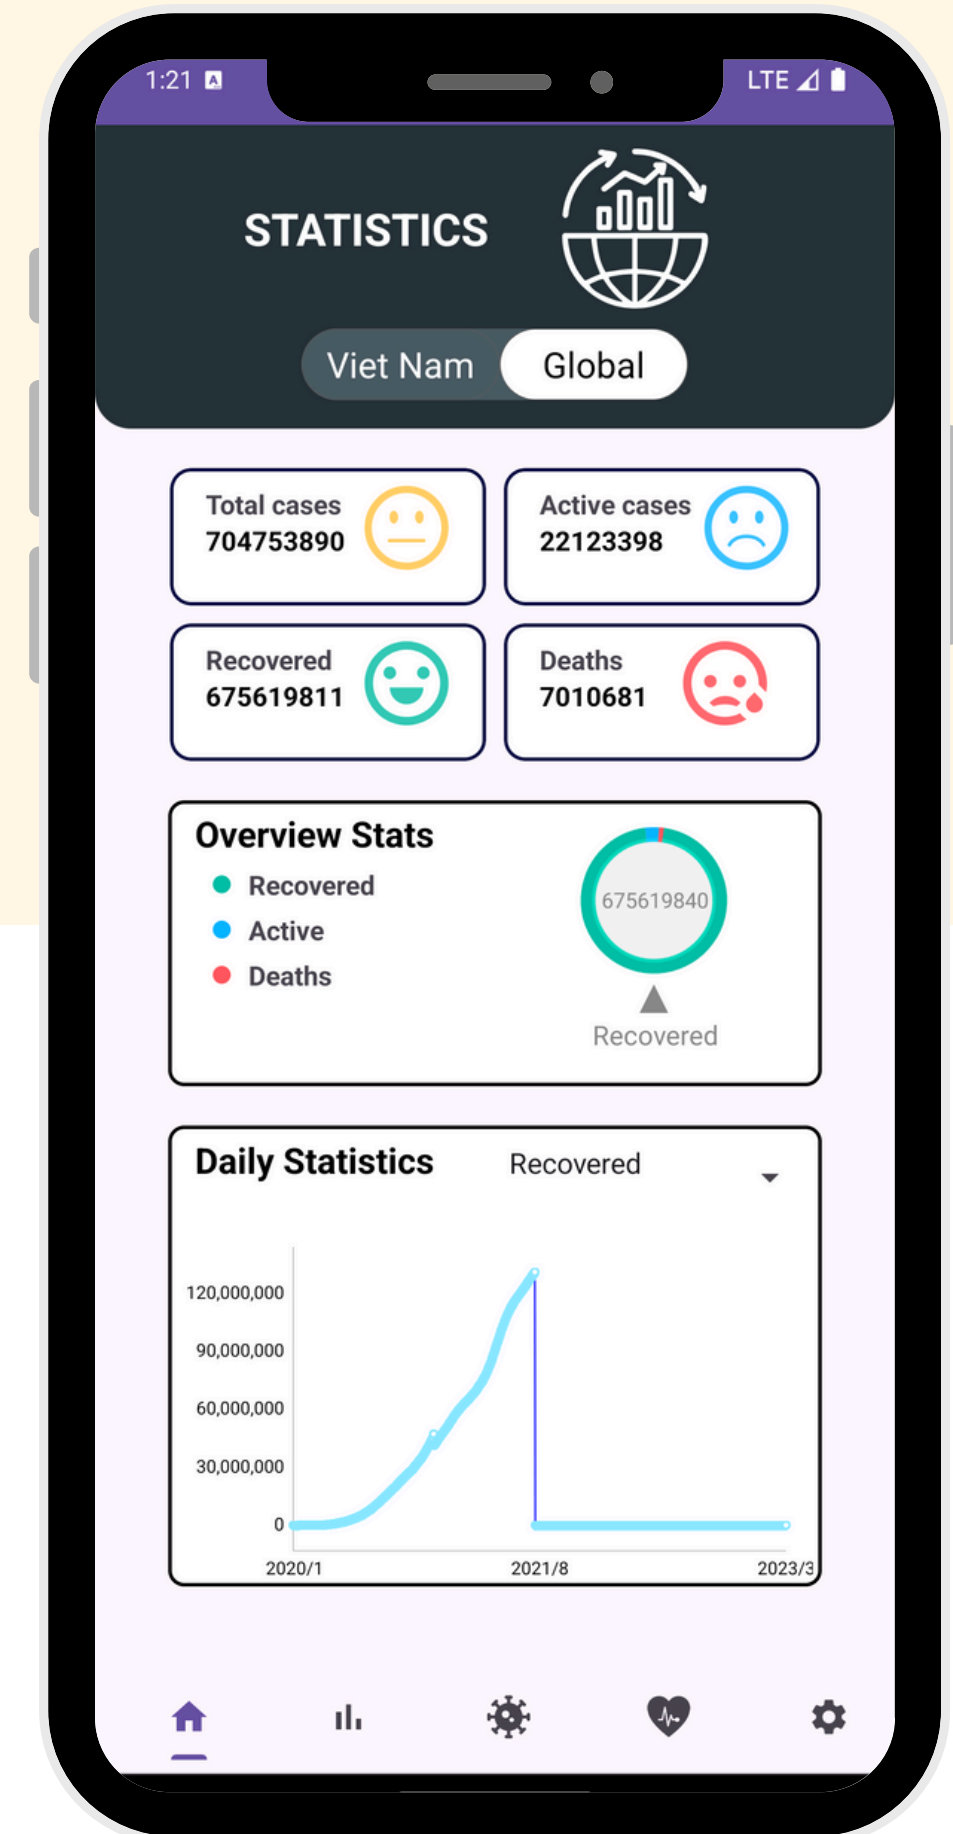 1:21 A LTE
STATISTICS
Viet Nam Global
Total cases
704753890
Active cases
22123398
Recovered
675619811
Deaths
7010681
Overview Stats
Recovered
Active
Deaths
675619840
Recovered
Daily Statistics Recovered
120,000,000
90,000,000
60,000,000
30,000,000
0
2020/1 2021/8 2023/3